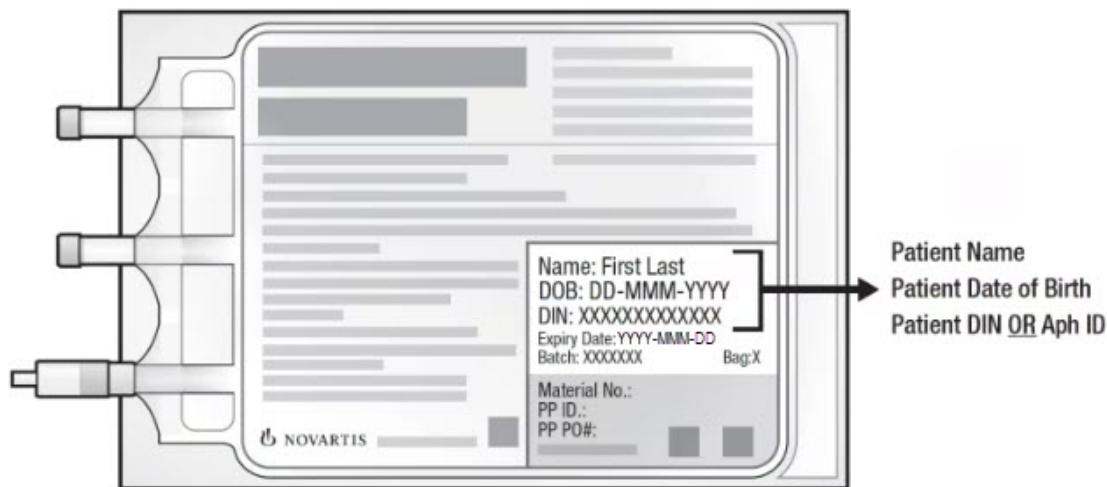 Name: First Last
DOB: DD-MMM-YYYY
DIN: XXXXXXXXXXXXX
Expiry Date: YYYY-MMM-DD
Batch: XXXXXXX Bag:X
Material No.:
PP ID.:
PP PO#:
NOVARTIS
Patient Name
Patient Date of Birth
Patient DIN OR Aph ID